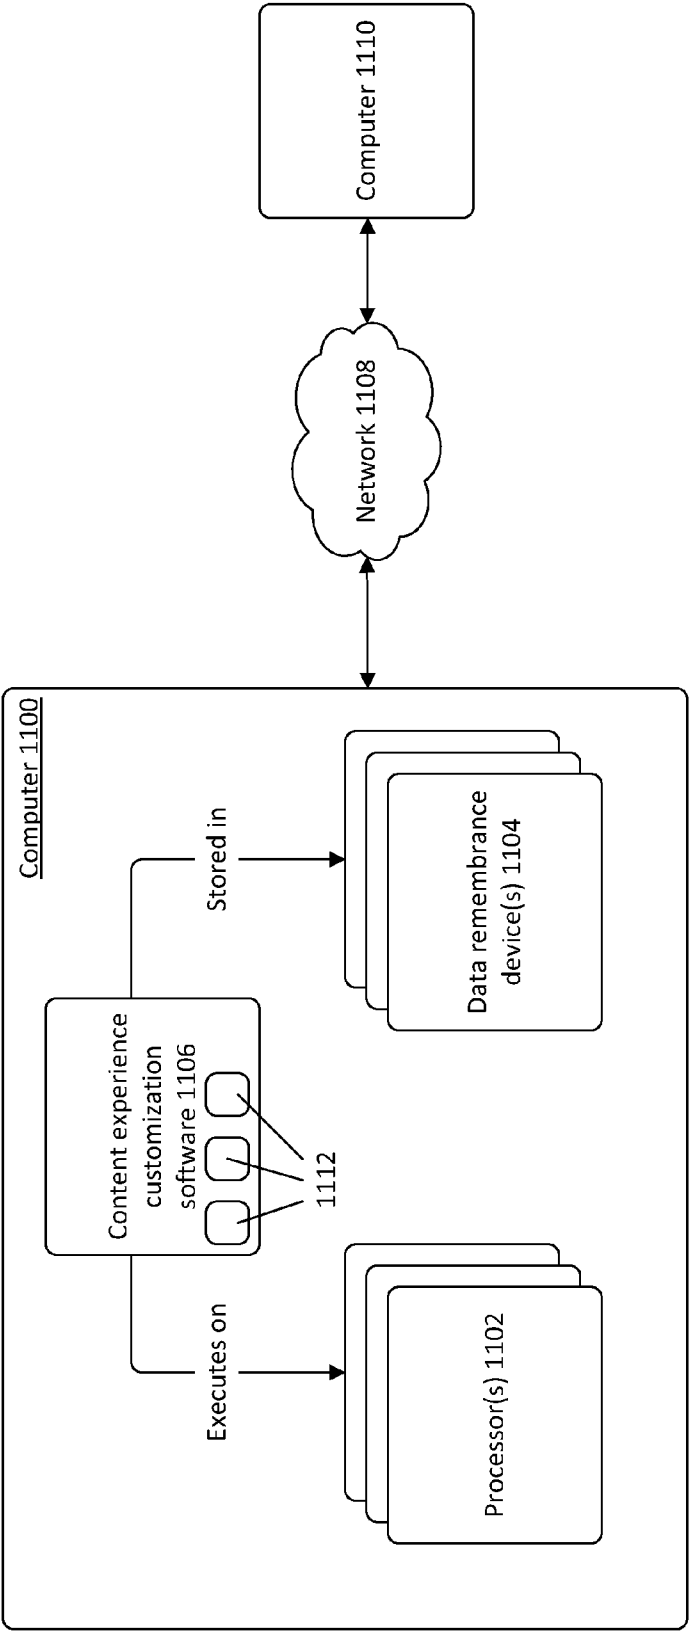 Computer 1100
Content experience
customization
software 1106
1112
Executes on
Stored in
Processor(s) 1102
Data remembrance
device(s) 1104
Network 1108
Computer 1110